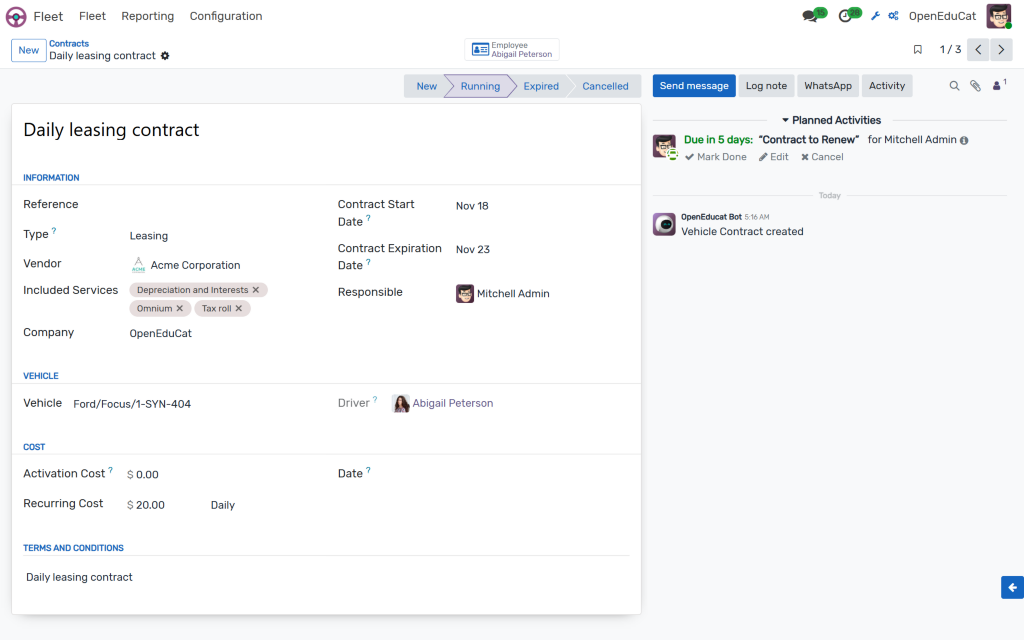 Fleet Fleet Reporting Configuration 15 28 OpenEduCat
New Contracts
Daily leasing contract
Employee
Abigail Peterson
1 / 3
New Running Expired Cancelled
Send message Log note WhatsApp Activity 1
Daily leasing contract
INFORMATION
Reference
Type ?
Leasing
Vendor
ACME Acme Corporation
Included Services
Depreciation and Interests ✕
Omnium ✕ Tax roll ✕
Company
OpenEduCat
Contract Start
Date ?
Nov 18
Contract Expiration
Date ?
Nov 23
Responsible
Mitchell Admin
VEHICLE
Vehicle Ford/Focus/1-SYN-404
Driver ? Abigail Peterson
COST
Activation Cost ? $ 0.00
Date ?
Recurring Cost $ 20.00 Daily
TERMS AND CONDITIONS
Daily leasing contract
Planned Activities
Due in 5 days: “Contract to Renew” for Mitchell Admin
Mark Done Edit Cancel
Today
OpenEducat Bot 5:16 AM
Vehicle Contract created